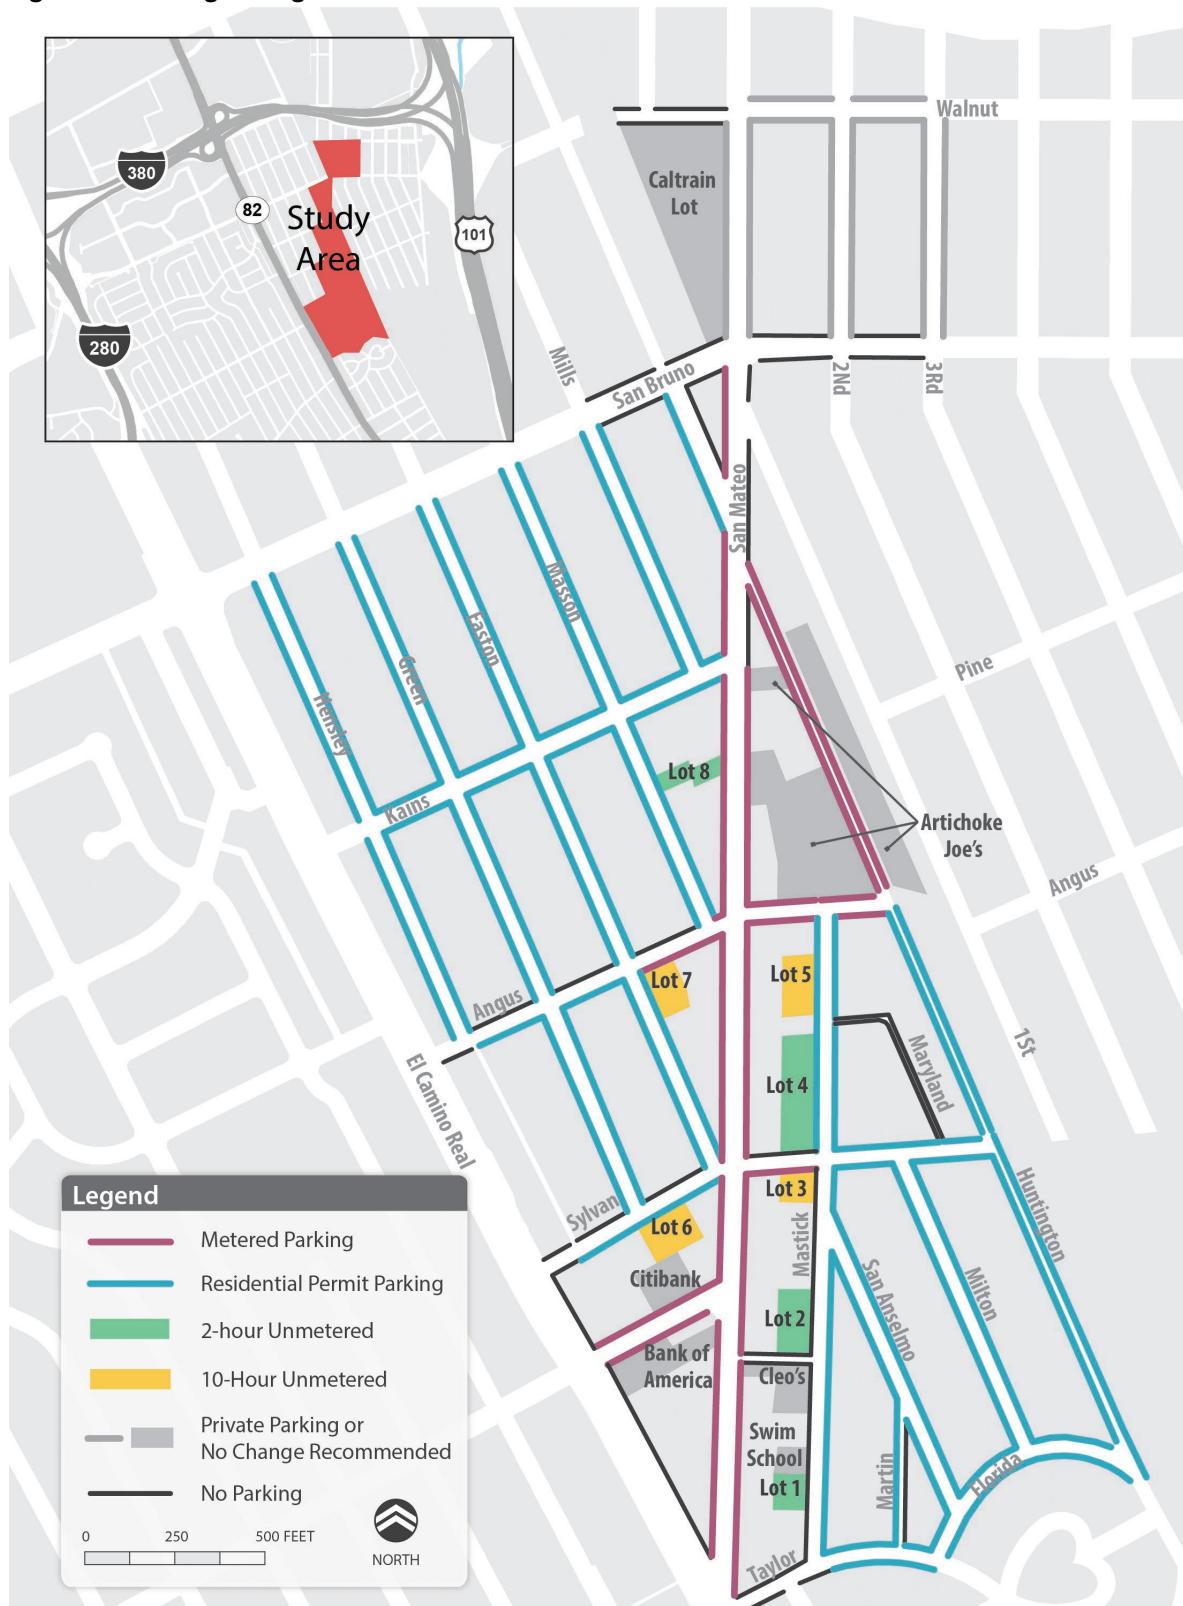 380
82
Study
Area
101
280
Walnut
Caltrain
Lot
Mills
San Bruno
2Nd
3Rd
San Mateo
Masson
Easton
Green
Hensley
Pine
Lot 8
Kains
Artichoke
Joe's
Angus
Lot 7
Lot 5
Angus
1St
Maryland
Lot 4
El Camino Real
Lot 3
Huntington
Sylvan
Lot 6
Mastick
Citibank
San Anselmo
Milton
Lot 2
Bank of
America
Cleo's
Swim
School
Lot 1
Martin
Florida
Taylor
Legend
Metered Parking
Residential Permit Parking
2-hour Unmetered
10-Hour Unmetered
Private Parking or
No Change Recommended
No Parking
0 250 500 FEET
NORTH